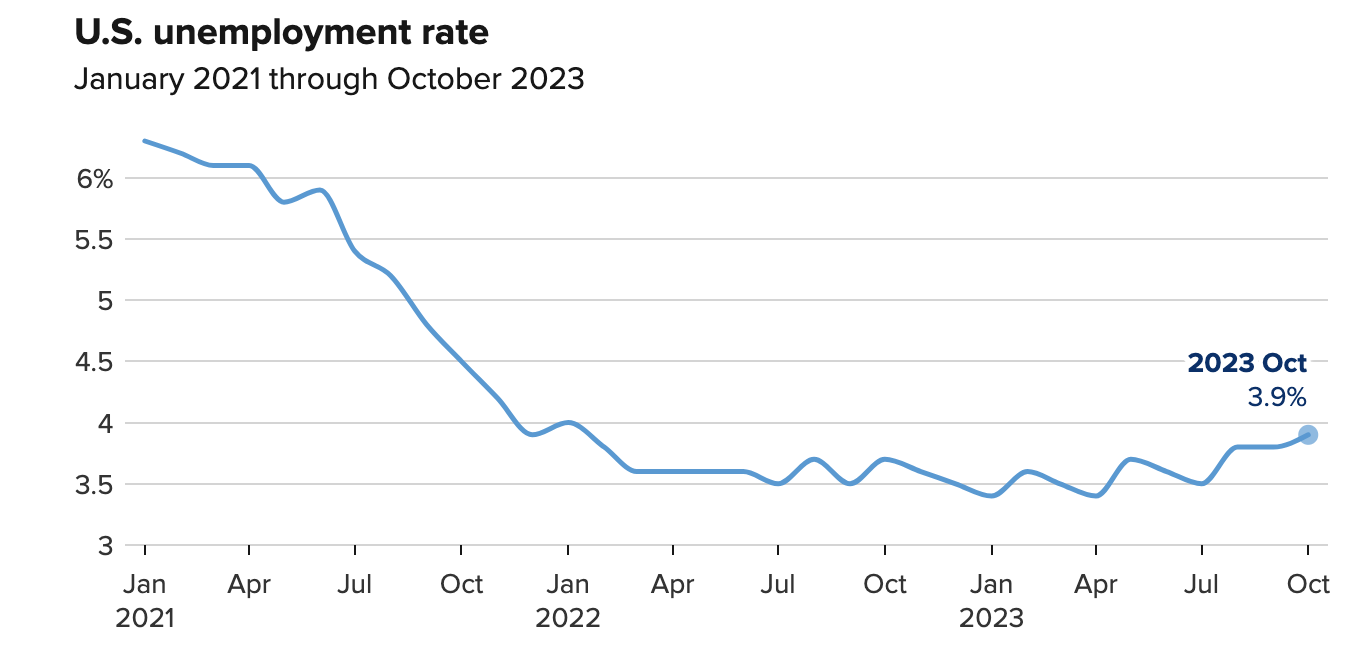 U.S. unemployment rate
January 2021 through October 2023
6%
5.5
5
4.5
4
3.5
3
2023 Oct
3.9%
Jan Apr Jul Oct Jan Apr Jul Oct Jan Apr Jul Oct
2021 2022 2023